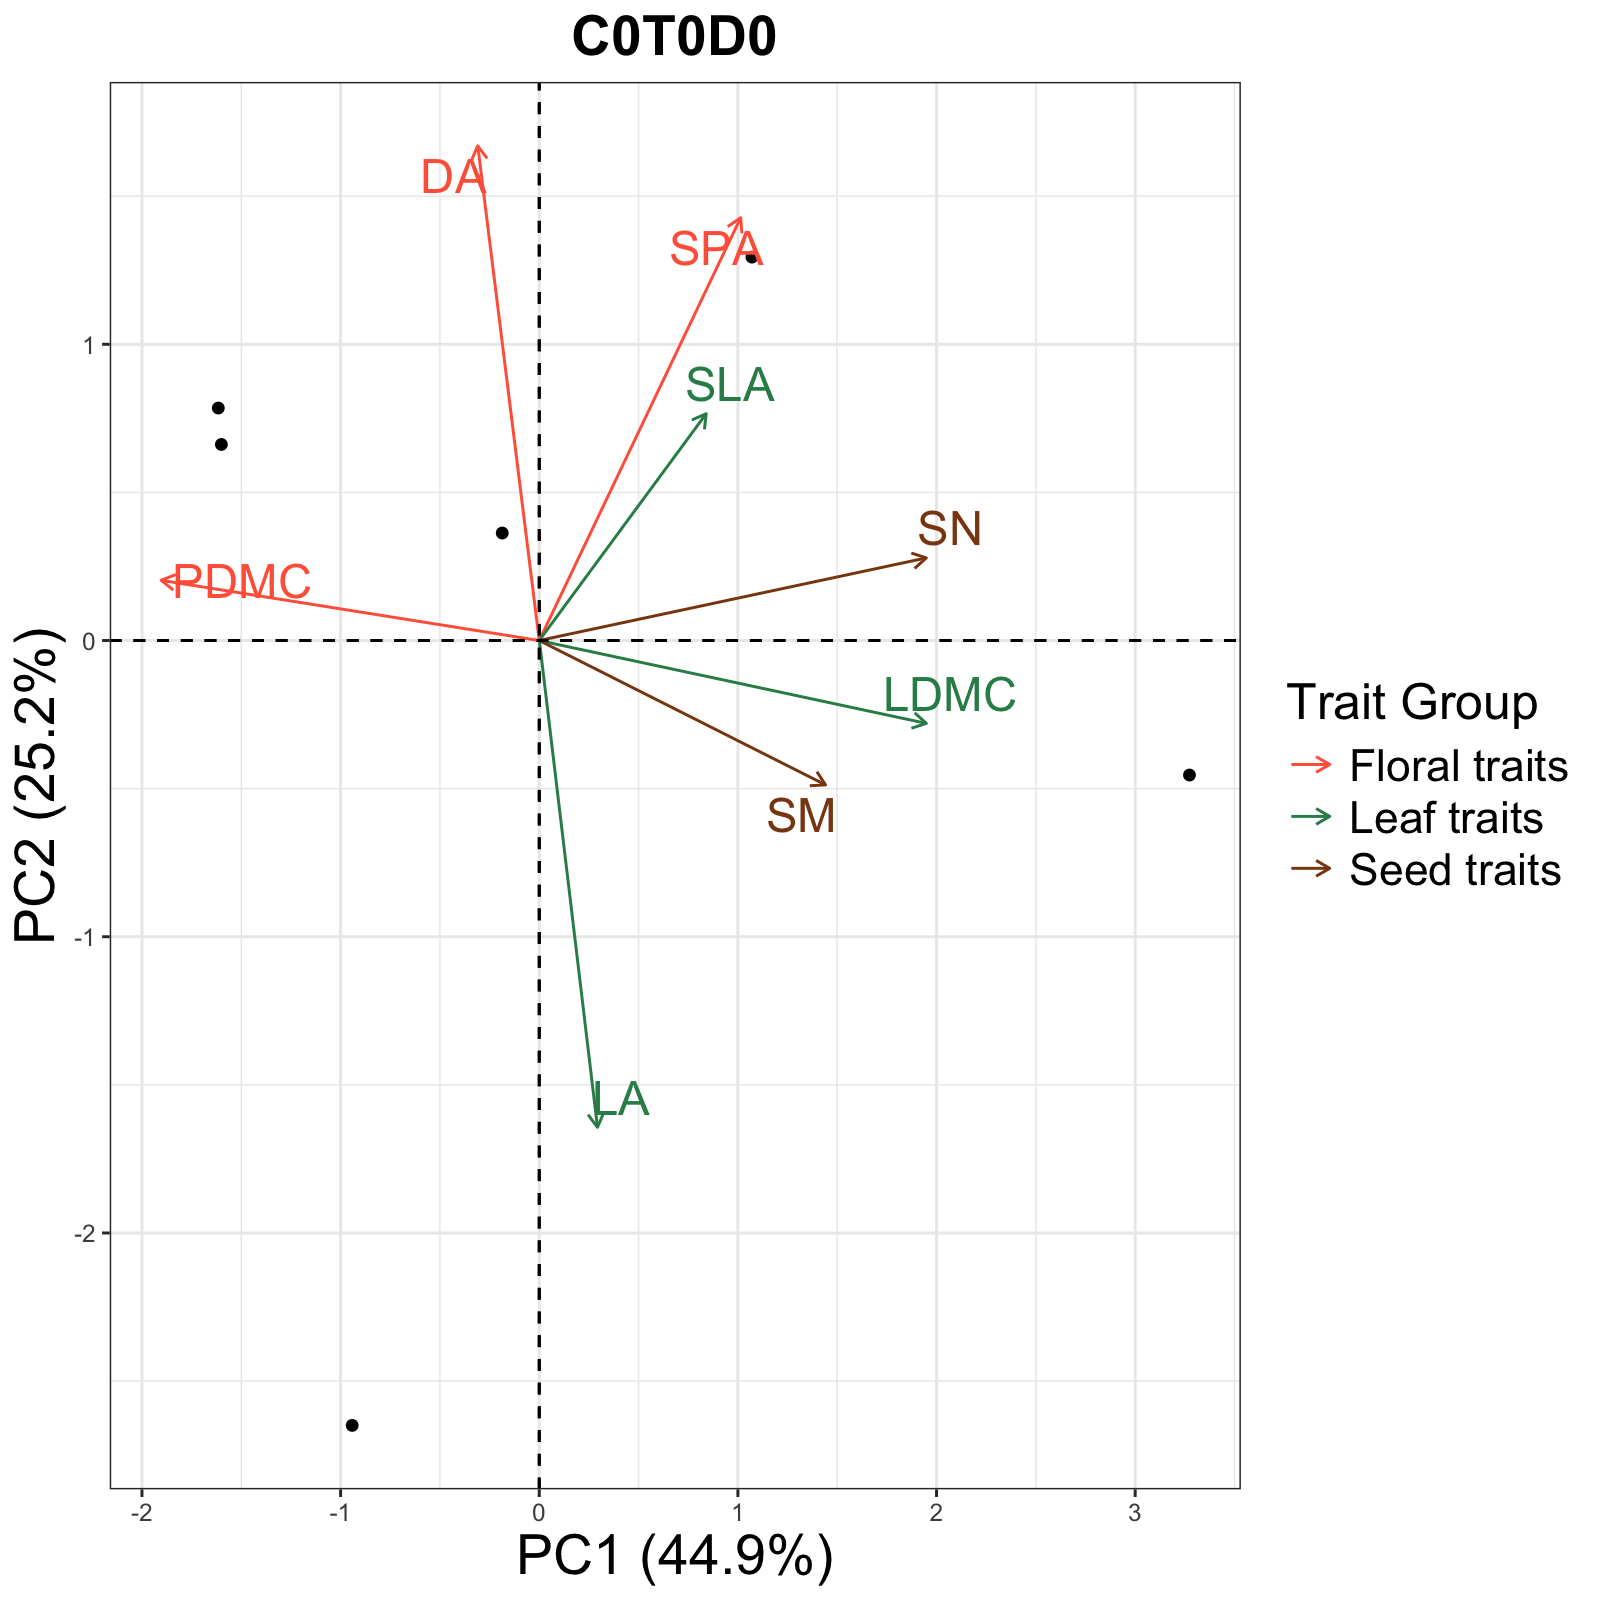 C0T0D0
DA
SPA
SLA
SN
PDMC
LDMC
SM
LA
1
0
-1
-2
PC2 (25.2%)
-2
-1
0
1
2
3
PC1 (44.9%)
Trait Group
Floral traits
Leaf traits
Seed traits